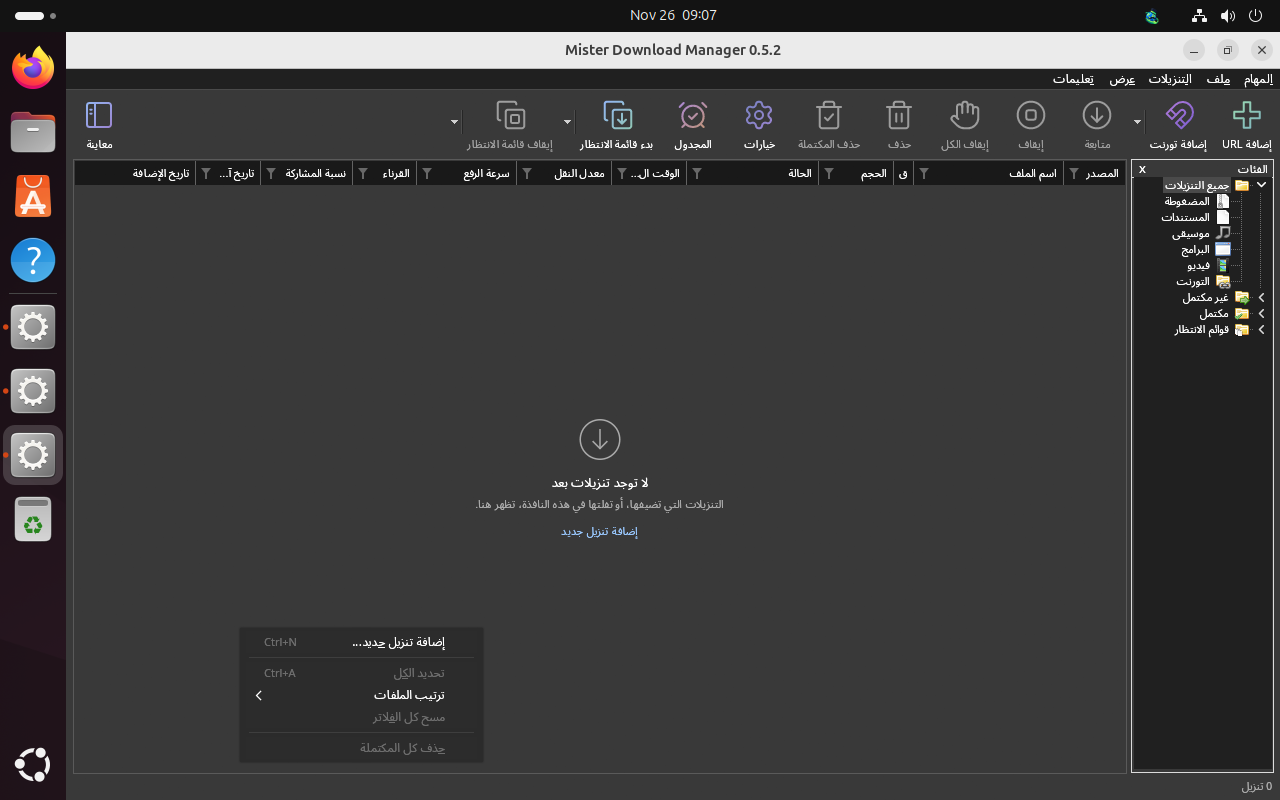 Nov 26 09:07
Mister Download Manager 0.5.2
المهام
ملف
التنزيلات
عرض
تعليمات
إضافة URL
إضافة تورنت
متابعة
إيقاف
إيقاف الكل
حذف
حذف المكتملة
خيارات
المجدول
بدء قائمة الانتظار
إيقاف قائمة الانتظار
معاينة
الفئات
X
جميع التنزيلات
المضغوطة
المستندات
موسيقى
البرامج
فيديو
التورنت
غير مكتمل
مكتمل
قوائم الانتظار
المصدر
اسم الملف
ق
الحجم
الحالة
الوقت ال...
معدل النقل
سرعة الرفع
القرناء
نسبة المشاركة
تاريخ آ...
تاريخ الإضافة
لا توجد تنزيلات بعد
التنزيلات التي تضيفها، أو تفلتها في هذه النافذة، تظهر هنا.
إضافة تنزيل جديد
إضافة تنزيل جديد... Ctrl+N
تحديد الكل Ctrl+A
ترتيب الملفات
مسح كل الفلاتر
حذف كل المكتملة
0 تنزيل